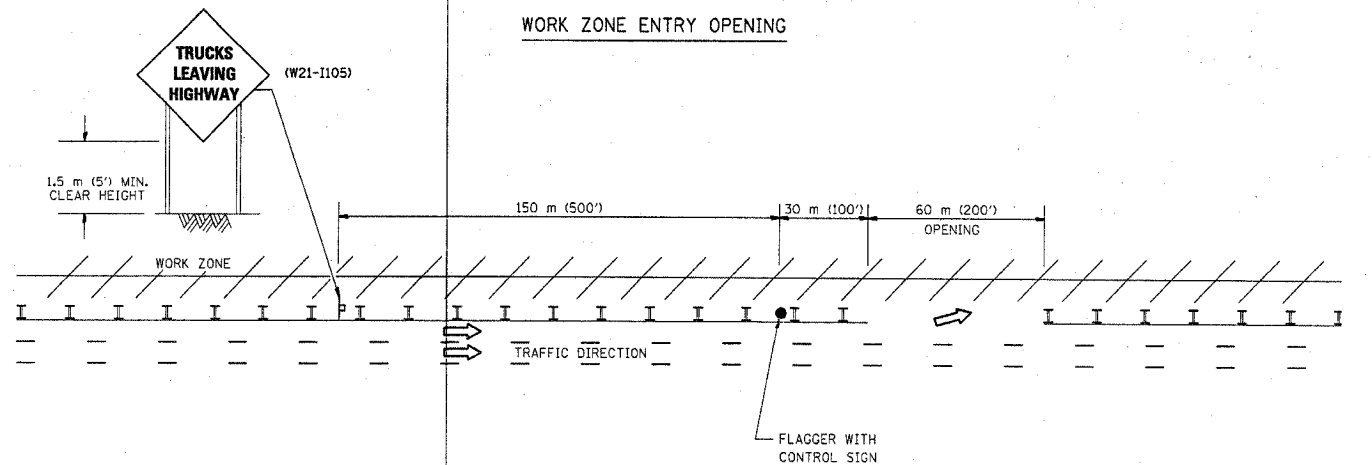 WORK ZONE ENTRY OPENING
TRUCKS
LEAVING
HIGHWAY
(W21-I105)
1.5 m (5') MIN.
CLEAR HEIGHT
150 m (500')
30 m (100')
60 m (200')
OPENING
WORK ZONE
TRAFFIC DIRECTION
FLAGGER WITH
CONTROL SIGN